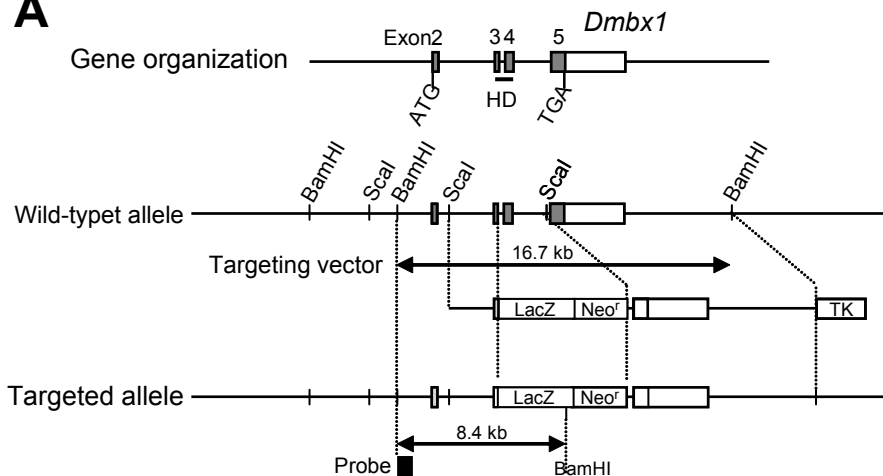 A
Dmbx1
Exon2 3 4 5
Gene organization
ATG HD TGA
BamHI ScaI BamHI ScaI ScaI BamHI
Wild-typet allele
16.7 kb
Targeting vector
LacZ Neor TK
Targeted allele LacZ Neor
8.4 kb
Probe BamHI